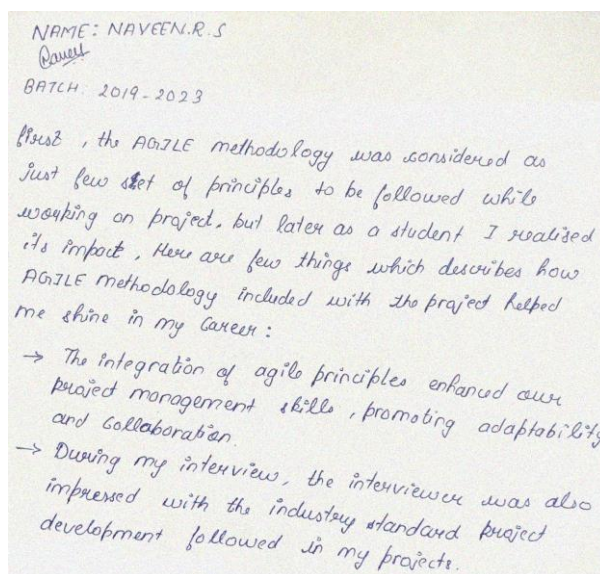 NAME: NAVEEN.R.S
BATCH: 2019-2023
first, the AGILE methodology was considered as
just few set of principles to be followed while
working on project, but later as a student I realised
its impact, Here are few things which describes how
AGILE methodology included with the project helped
me shine in my Career:
→ The integration of agile principles enhanced our
project management skills, promoting adaptability
and collaboration.
→ During my interview, the interviewer was also
impressed with the industry standard project
development followed in my projects.